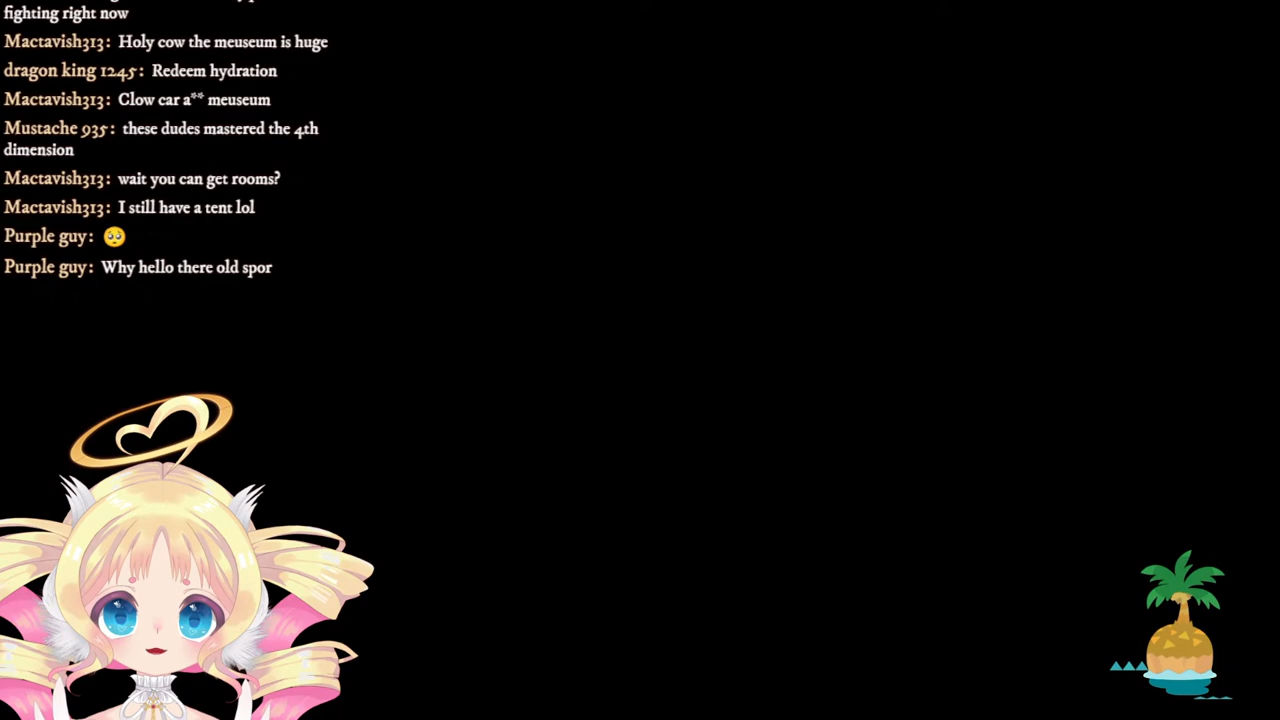 fighting right now
Mactavish313: Holy cow the meuseum is huge
dragon king 1245: Redeem hydration
Mactavish313: Clow car a** meuseum
Mustache 935: these dudes mastered the 4th
dimension
Mactavish313: wait you can get rooms?
Mactavish313: I still have a tent lol
Purple guy: 🥺
Purple guy: Why hello there old spor